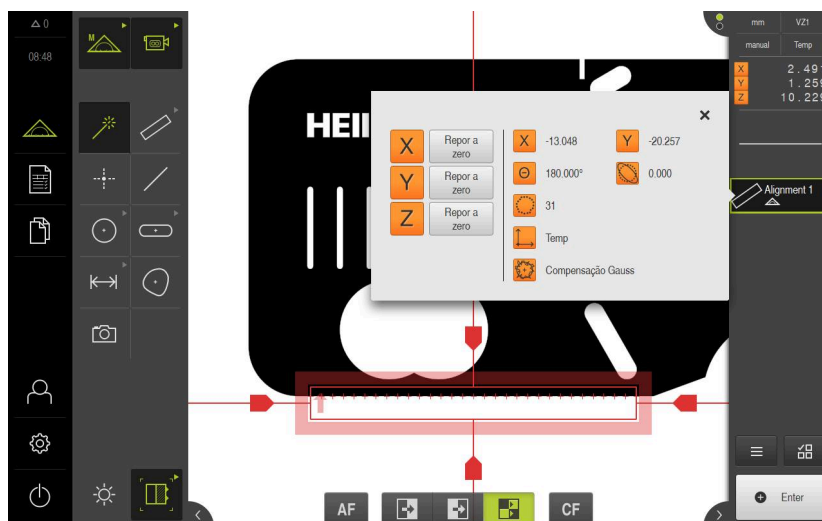 0
08:48
M
HEI
X
Repor a
zero
Y
Repor a
zero
Z
Repor a
zero
X
-13.048
Y
-20.257
Θ
180.000°
0.000
31
Temp
Compensação Gauss
mm
VZ1
manual
Temp
X
2.491
Y
1.259
Z
10.229
Alignment 1
AF
CF
Enter